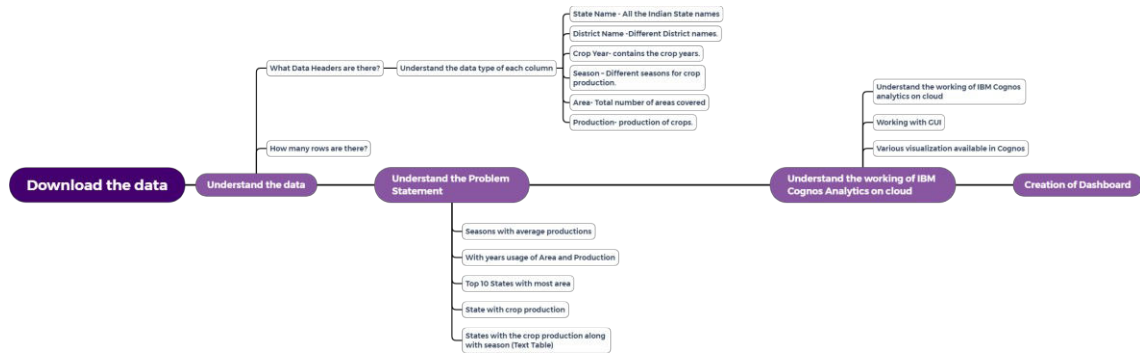 State Name - All the Indian State names
District Name -Different District names.
Crop Year- contains the crop years.
What Data Headers are there?
Understand the data type of each column
Season - Different seasons for crop
production.
Area- Total number of areas covered
Production- production of crops.
How many rows are there?
Understand the working of IBM Cognos
analytics on cloud
Working with GUI
Various visualization available in Cognos
Download the data
Understand the data
Understand the Problem
Statement
Understand the working of IBM
Cognos Analytics on cloud
Creation of Dashboard
Seasons with average productions
With years usage of Area and Production
Top 10 States with most area
State with crop production
States with the crop production along
with season (Text Table)